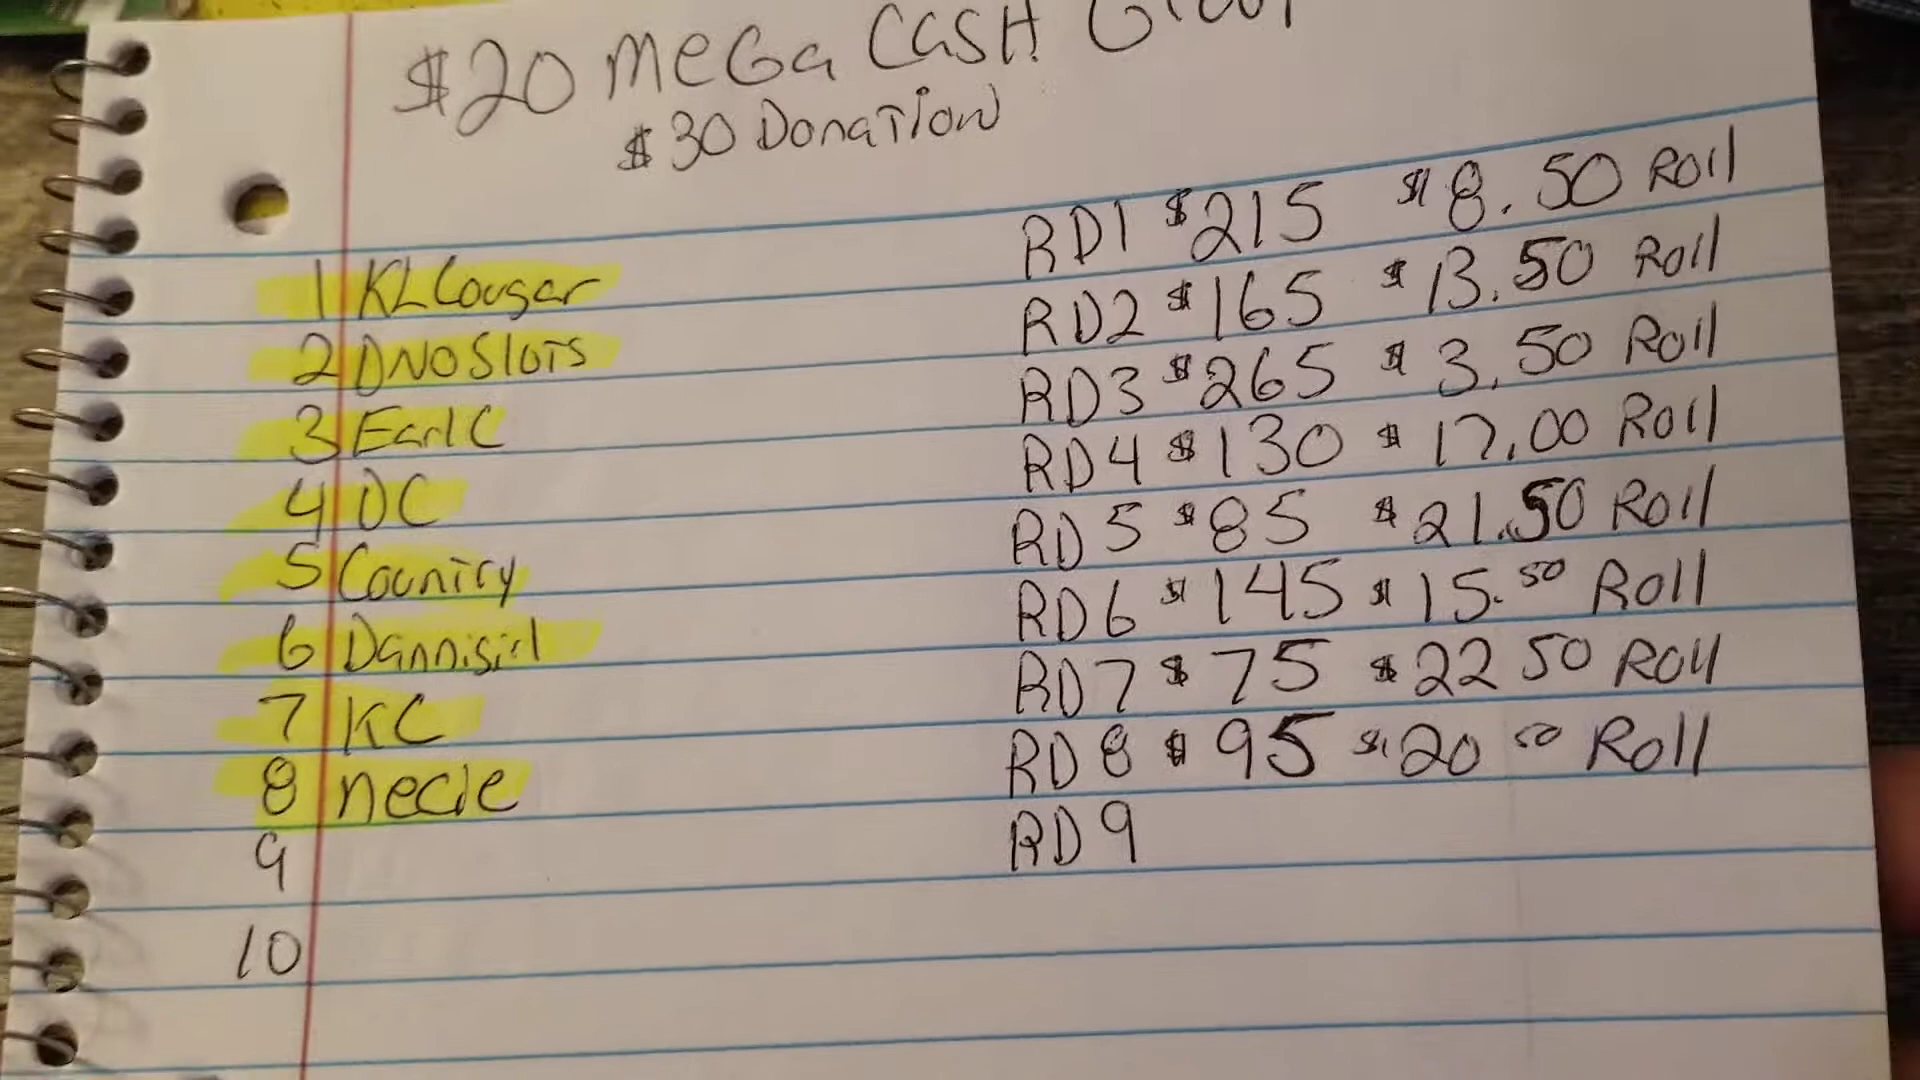 $20 MeGa CasH
$30 Donation
1 KLCougar
2 DNOSlots
3 Earl C
4 DC
5 Country
6 Dannisirl
7 KC
8 necie
9
10
RD1 $215 $8.50 Roll
RD2 $165 $13.50 Roll
RD3 $265 $3.50 Roll
RD4 $130 $17.00 Roll
RD5 $85 $21.50 Roll
RD6 $145 $15.50 Roll
RD7 $75 $22 50 Roll
RD8 $95 $20 50 Roll
RD9